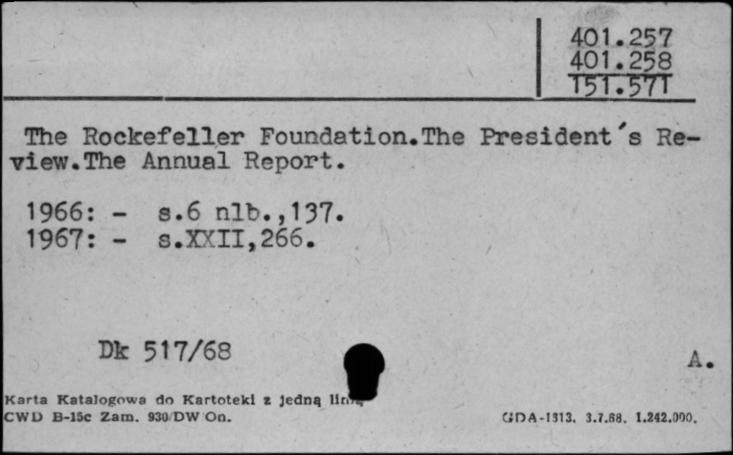 401.257
401.258
151.571
The Rockefeller Foundation.The President´s Re-
view.The Annual Report.
1966: - s.6 nlb.,137.
1967: - s.XXII,266.
Dk 517/68
A.
Karta Katalogowa do Kartoteki z jedną
CWD B-15c Zam. 930/DW On.
GDA-1313. 3.7.68. 1.242.000.